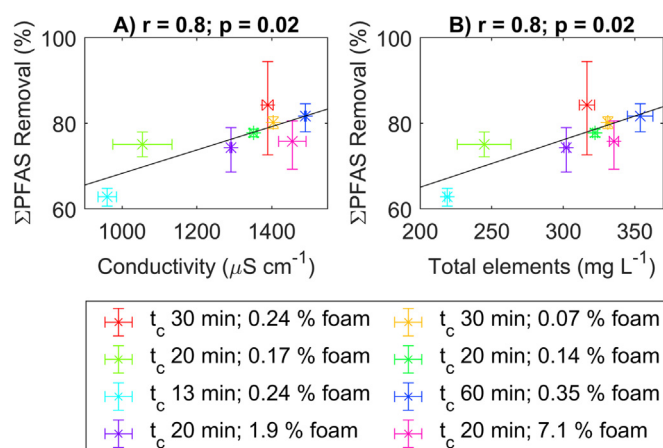 A) r = 0.8; p = 0.02
B) r = 0.8; p = 0.02
ΣPFAS Removal (%)
100
80
60
1000 1200 1400
Conductivity (μS cm⁻¹)
ΣPFAS Removal (%)
100
80
60
200 250 300 350
Total elements (mg L⁻¹)
t_c 30 min; 0.24 % foam
t_c 30 min; 0.07 % foam
t_c 20 min; 0.17 % foam
t_c 20 min; 0.14 % foam
t_c 13 min; 0.24 % foam
t_c 60 min; 0.35 % foam
t_c 20 min; 1.9 % foam
t_c 20 min; 7.1 % foam